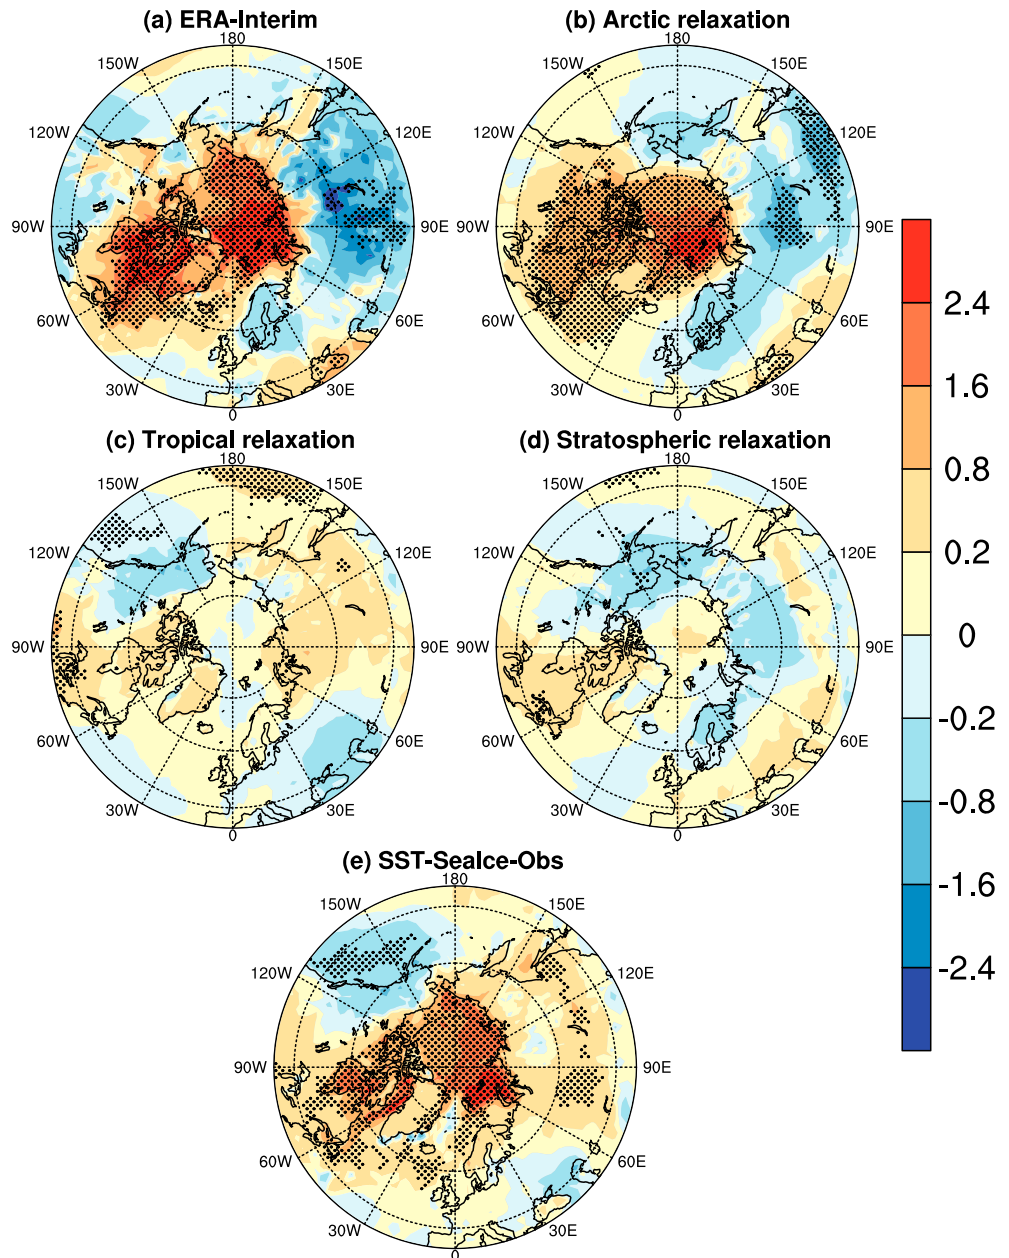 (a) ERA-Interim
180
150W
150E
120W
120E
90W
90E
60W
60E
30W
30E
0
(b) Arctic relaxation
180
150W
150E
120W
120E
90W
90E
60W
60E
30W
30E
0
(c) Tropical relaxation
180
150W
150E
120W
120E
90W
90E
60W
60E
30W
30E
0
(d) Stratospheric relaxation
180
150W
150E
120W
120E
90W
90E
60W
60E
30W
30E
0
(e) SST-SeaIce-Obs
180
150W
150E
120W
120E
90W
90E
60W
60E
30W
30E
0
2.4
1.6
0.8
0.2
0
-0.2
-0.8
-1.6
-2.4